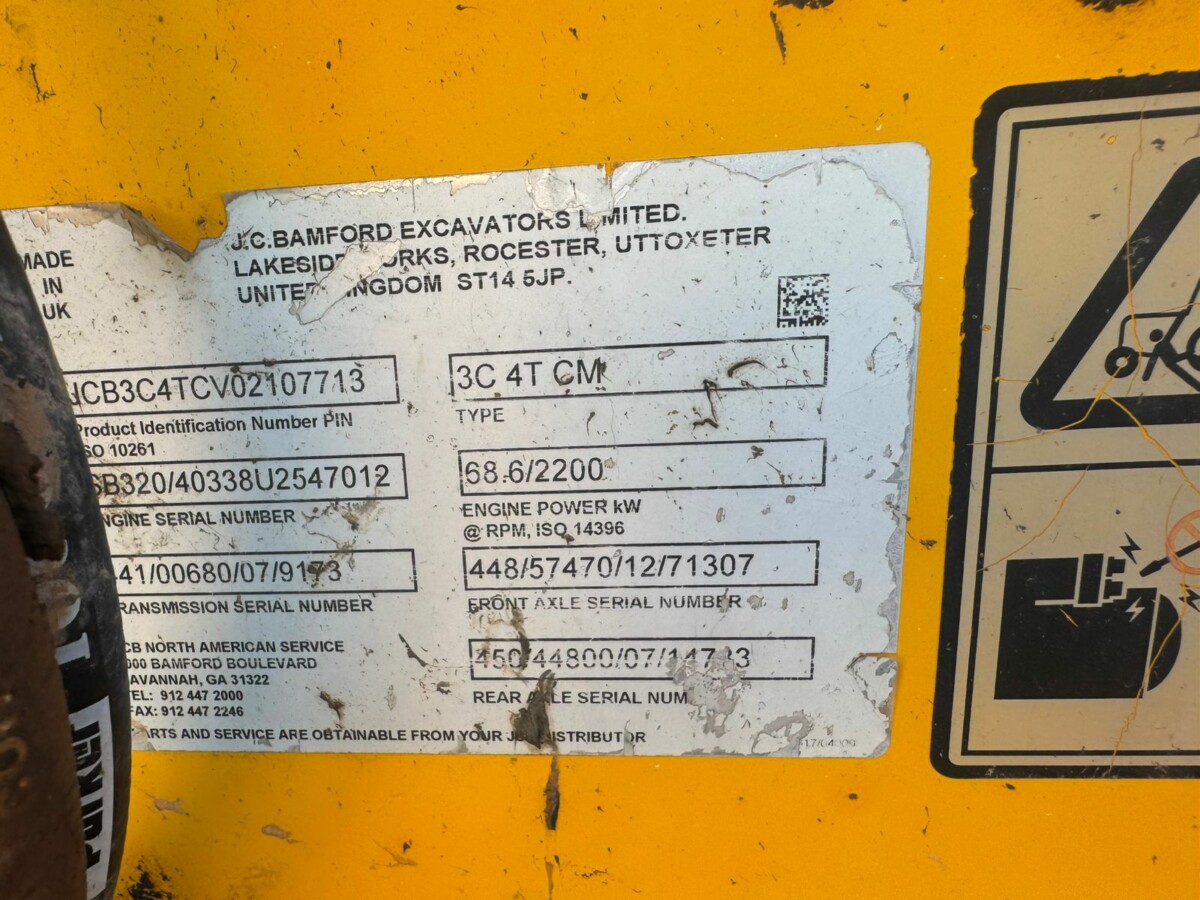 MADE
IN
UK
J.C.BAMFORD EXCAVATORS LIMITED.
LAKESIDE WORKS, ROCESTER, UTTOXETER
UNITED KINGDOM ST14 5JP.
JCB3C4TCV02107713
Product Identification Number PIN
ISO 10261
SB320/40338U2547012
ENGINE SERIAL NUMBER
441/00680/07/9173
TRANSMISSION SERIAL NUMBER
3C 4T CM
TYPE
68.6/2200
ENGINE POWER kW
@ RPM, ISO 14396
448/57470/12/71307
FRONT AXLE SERIAL NUMBER
REAR AXLE SERIAL NUM
JCB NORTH AMERICAN SERVICE
2000 BAMFORD BOULEVARD
SAVANNAH, GA 31322
TEL: 912 447 2000
FAX: 912 447 2246
PARTS AND SERVICE ARE OBTAINABLE FROM YOUR JCB DISTRIBUTOR